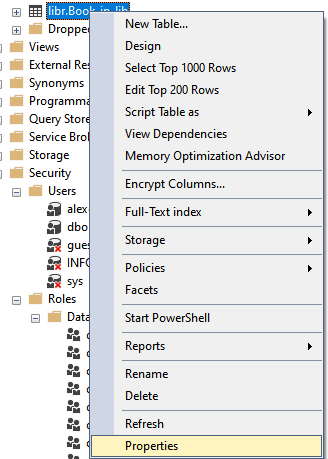 libr.Book_in_lib
Dropped
Views
External Res
Synonyms
Programma
Query Store
Service Brok
Storage
Security
Users
alex
dbo
gues
INFO
sys
Roles
Data
New Table...
Design
Select Top 1000 Rows
Edit Top 200 Rows
Script Table as
View Dependencies
Memory Optimization Advisor
Encrypt Columns...
Full-Text index
Storage
Policies
Facets
Start PowerShell
Reports
Rename
Delete
Refresh
Properties